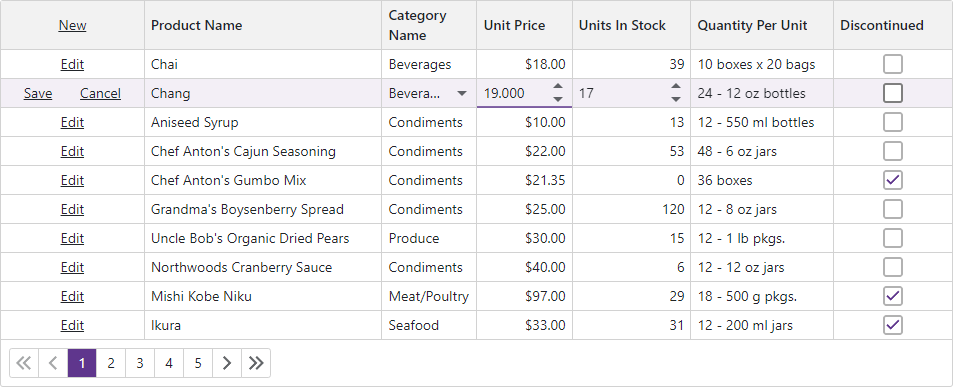 New Product Name Category Name Unit Price Units In Stock Quantity Per Unit Discontinued
Edit Chai Beverages $18.00 39 10 boxes x 20 bags
Save Cancel Chang Bevera... 19.000 17 24 - 12 oz bottles
Edit Aniseed Syrup Condiments $10.00 13 12 - 550 ml bottles
Edit Chef Anton's Cajun Seasoning Condiments $22.00 53 48 - 6 oz jars
Edit Chef Anton's Gumbo Mix Condiments $21.35 0 36 boxes
Edit Grandma's Boysenberry Spread Condiments $25.00 120 12 - 8 oz jars
Edit Uncle Bob's Organic Dried Pears Produce $30.00 15 12 - 1 lb pkgs.
Edit Northwoods Cranberry Sauce Condiments $40.00 6 12 - 12 oz jars
Edit Mishi Kobe Niku Meat/Poultry $97.00 29 18 - 500 g pkgs.
Edit Ikura Seafood $33.00 31 12 - 200 ml jars
1 2 3 4 5